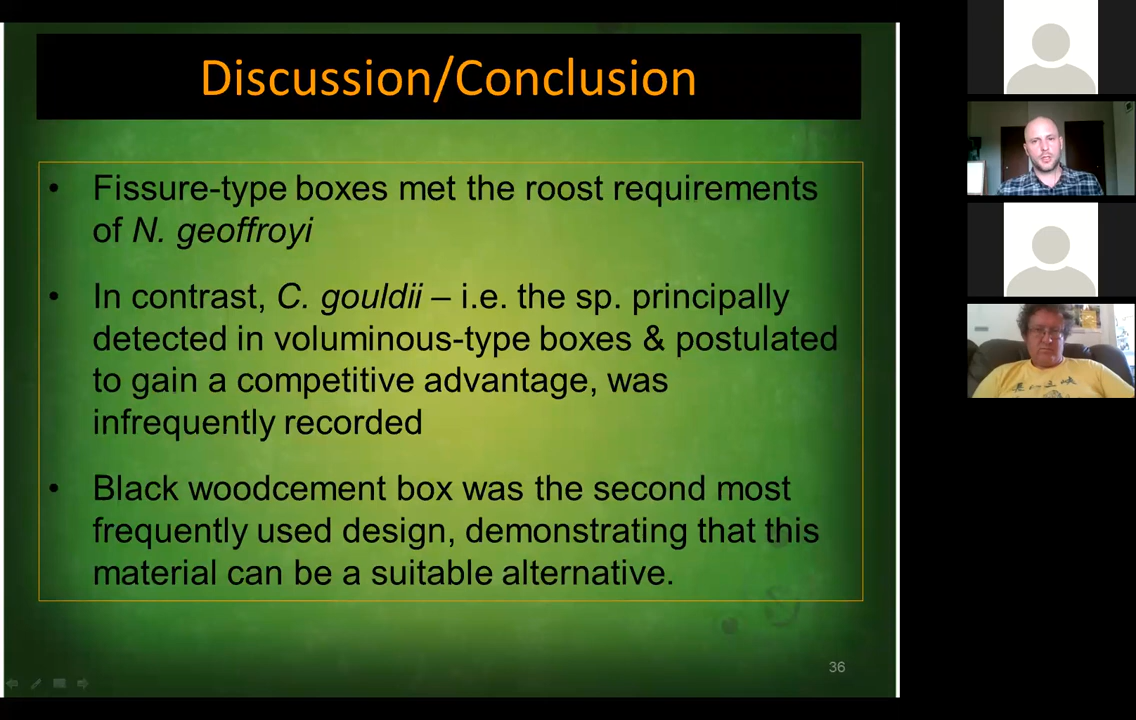 Discussion/Conclusion
• Fissure-type boxes met the roost requirements
of N. geoffroyi
• In contrast, C. gouldii – i.e. the sp. principally
detected in voluminous-type boxes & postulated
to gain a competitive advantage, was
infrequently recorded
• Black woodcement box was the second most
frequently used design, demonstrating that this
material can be a suitable alternative.
36